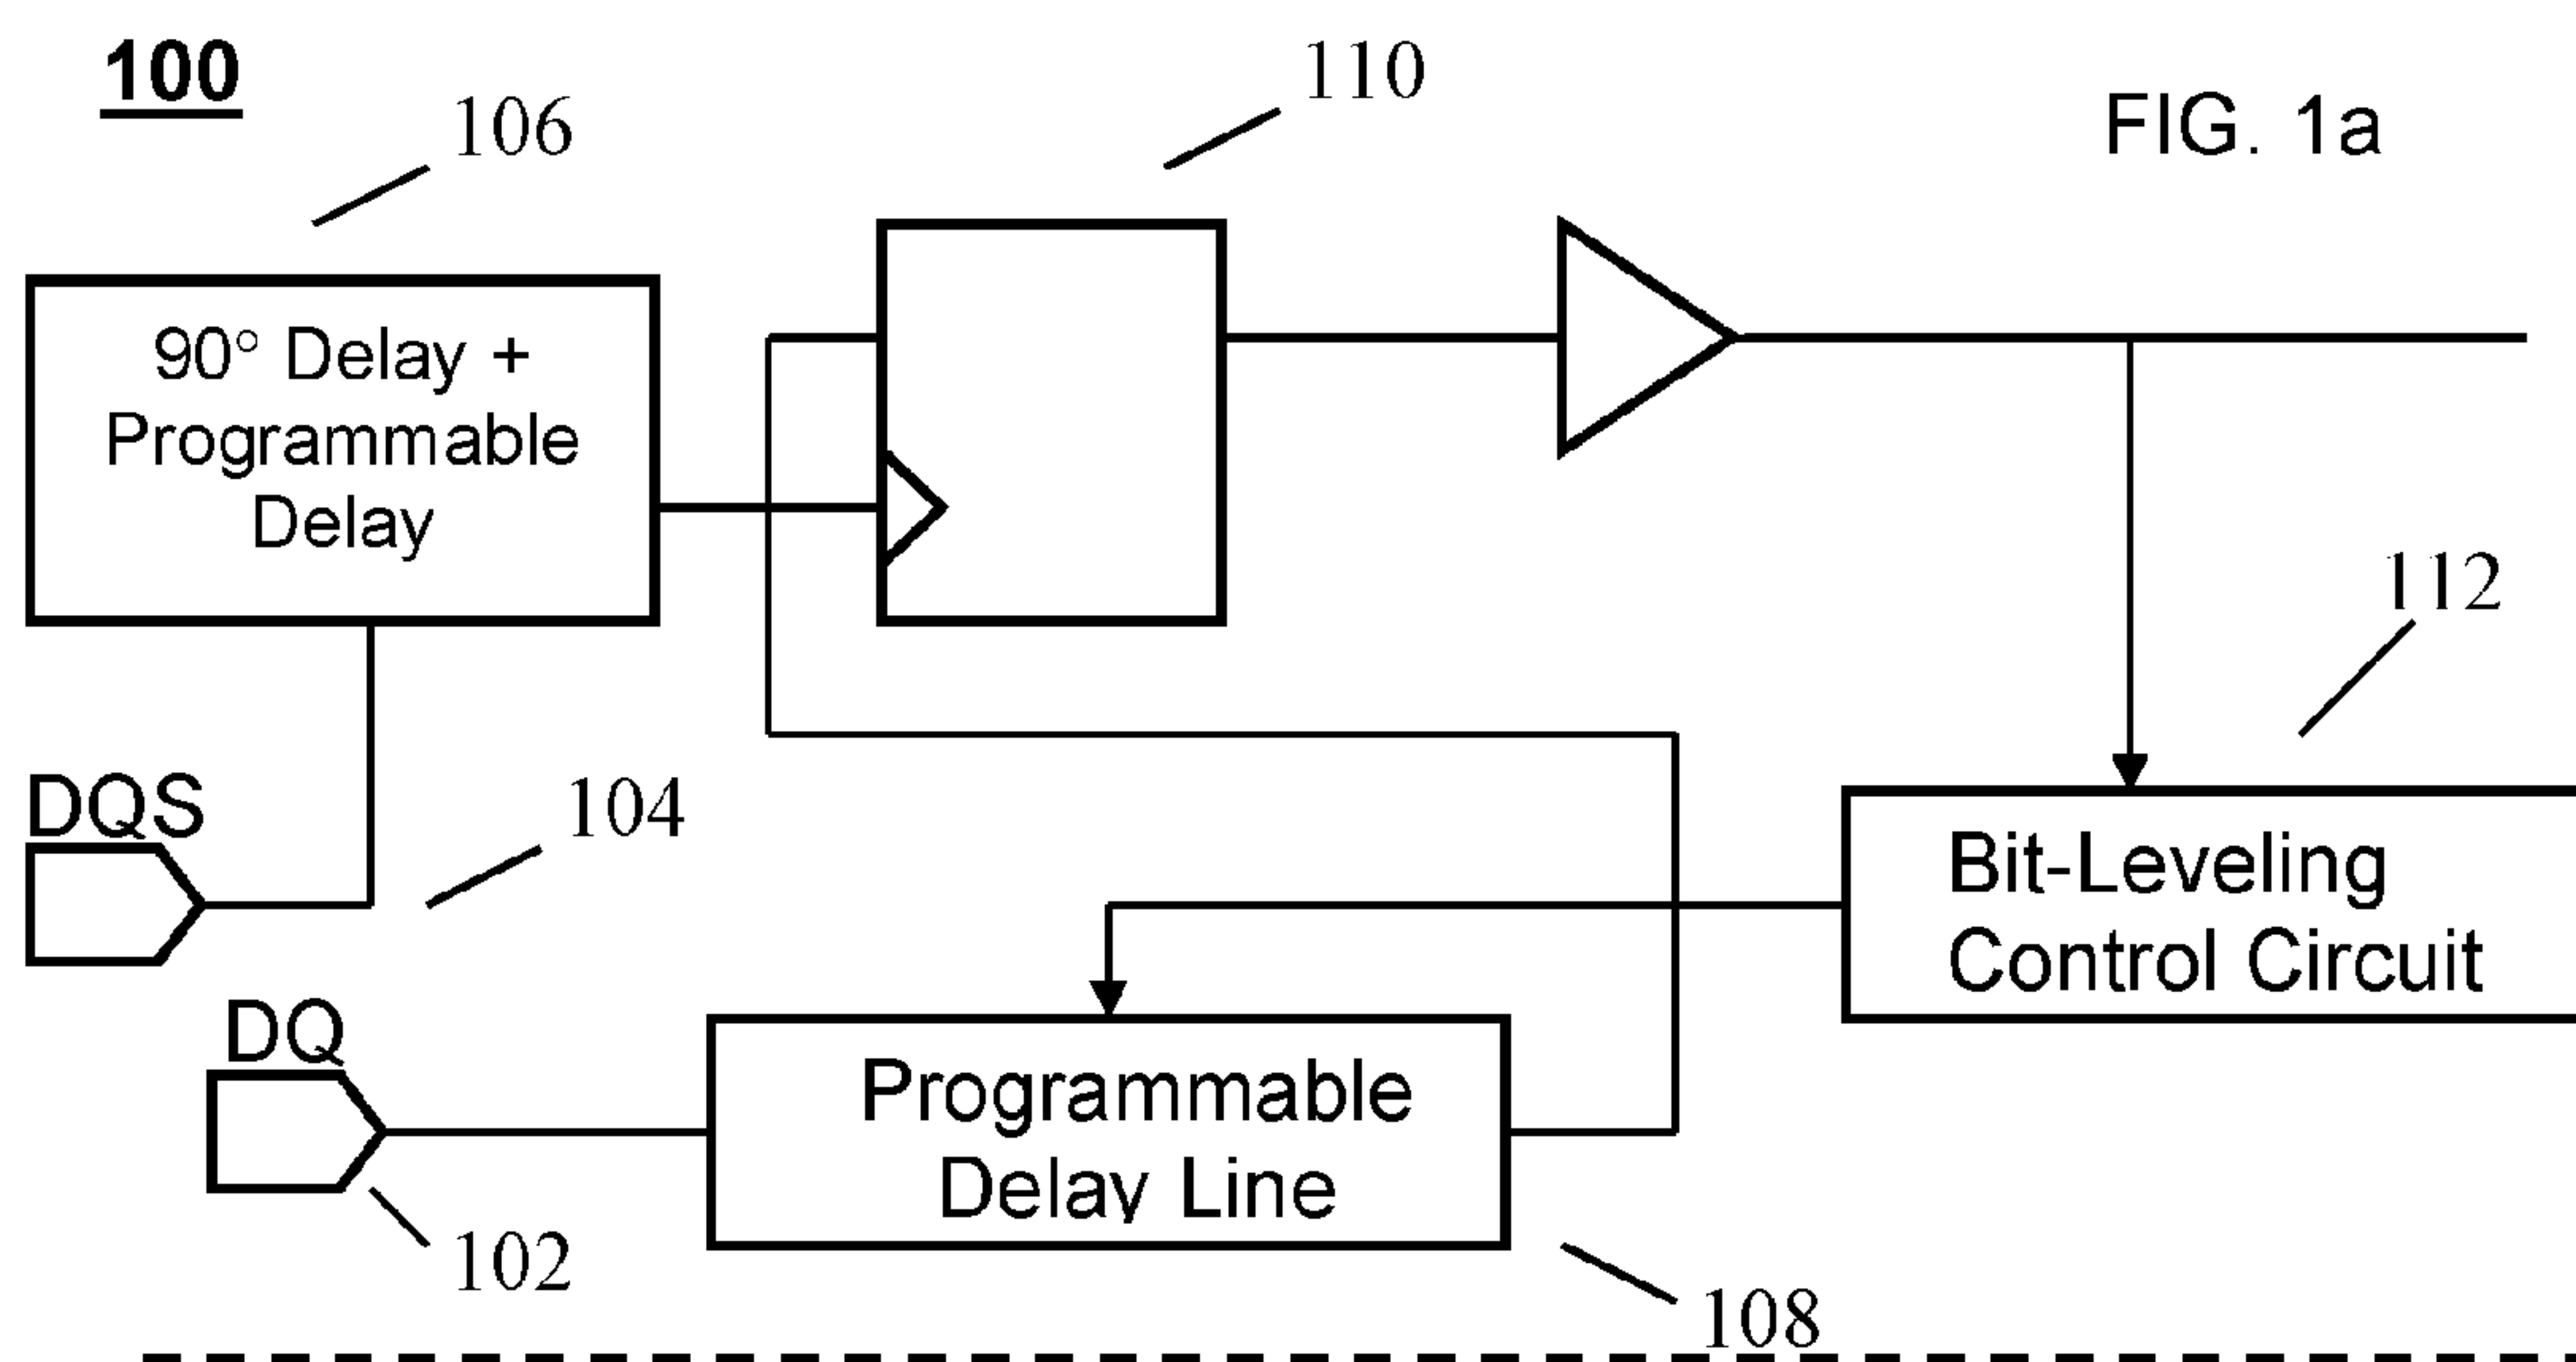 100
106
110
FIG. 1a
90° Delay +
Programmable
Delay
112
DQS
104
Bit-Leveling
Control Circuit
DQ
Programmable
Delay Line
102
108